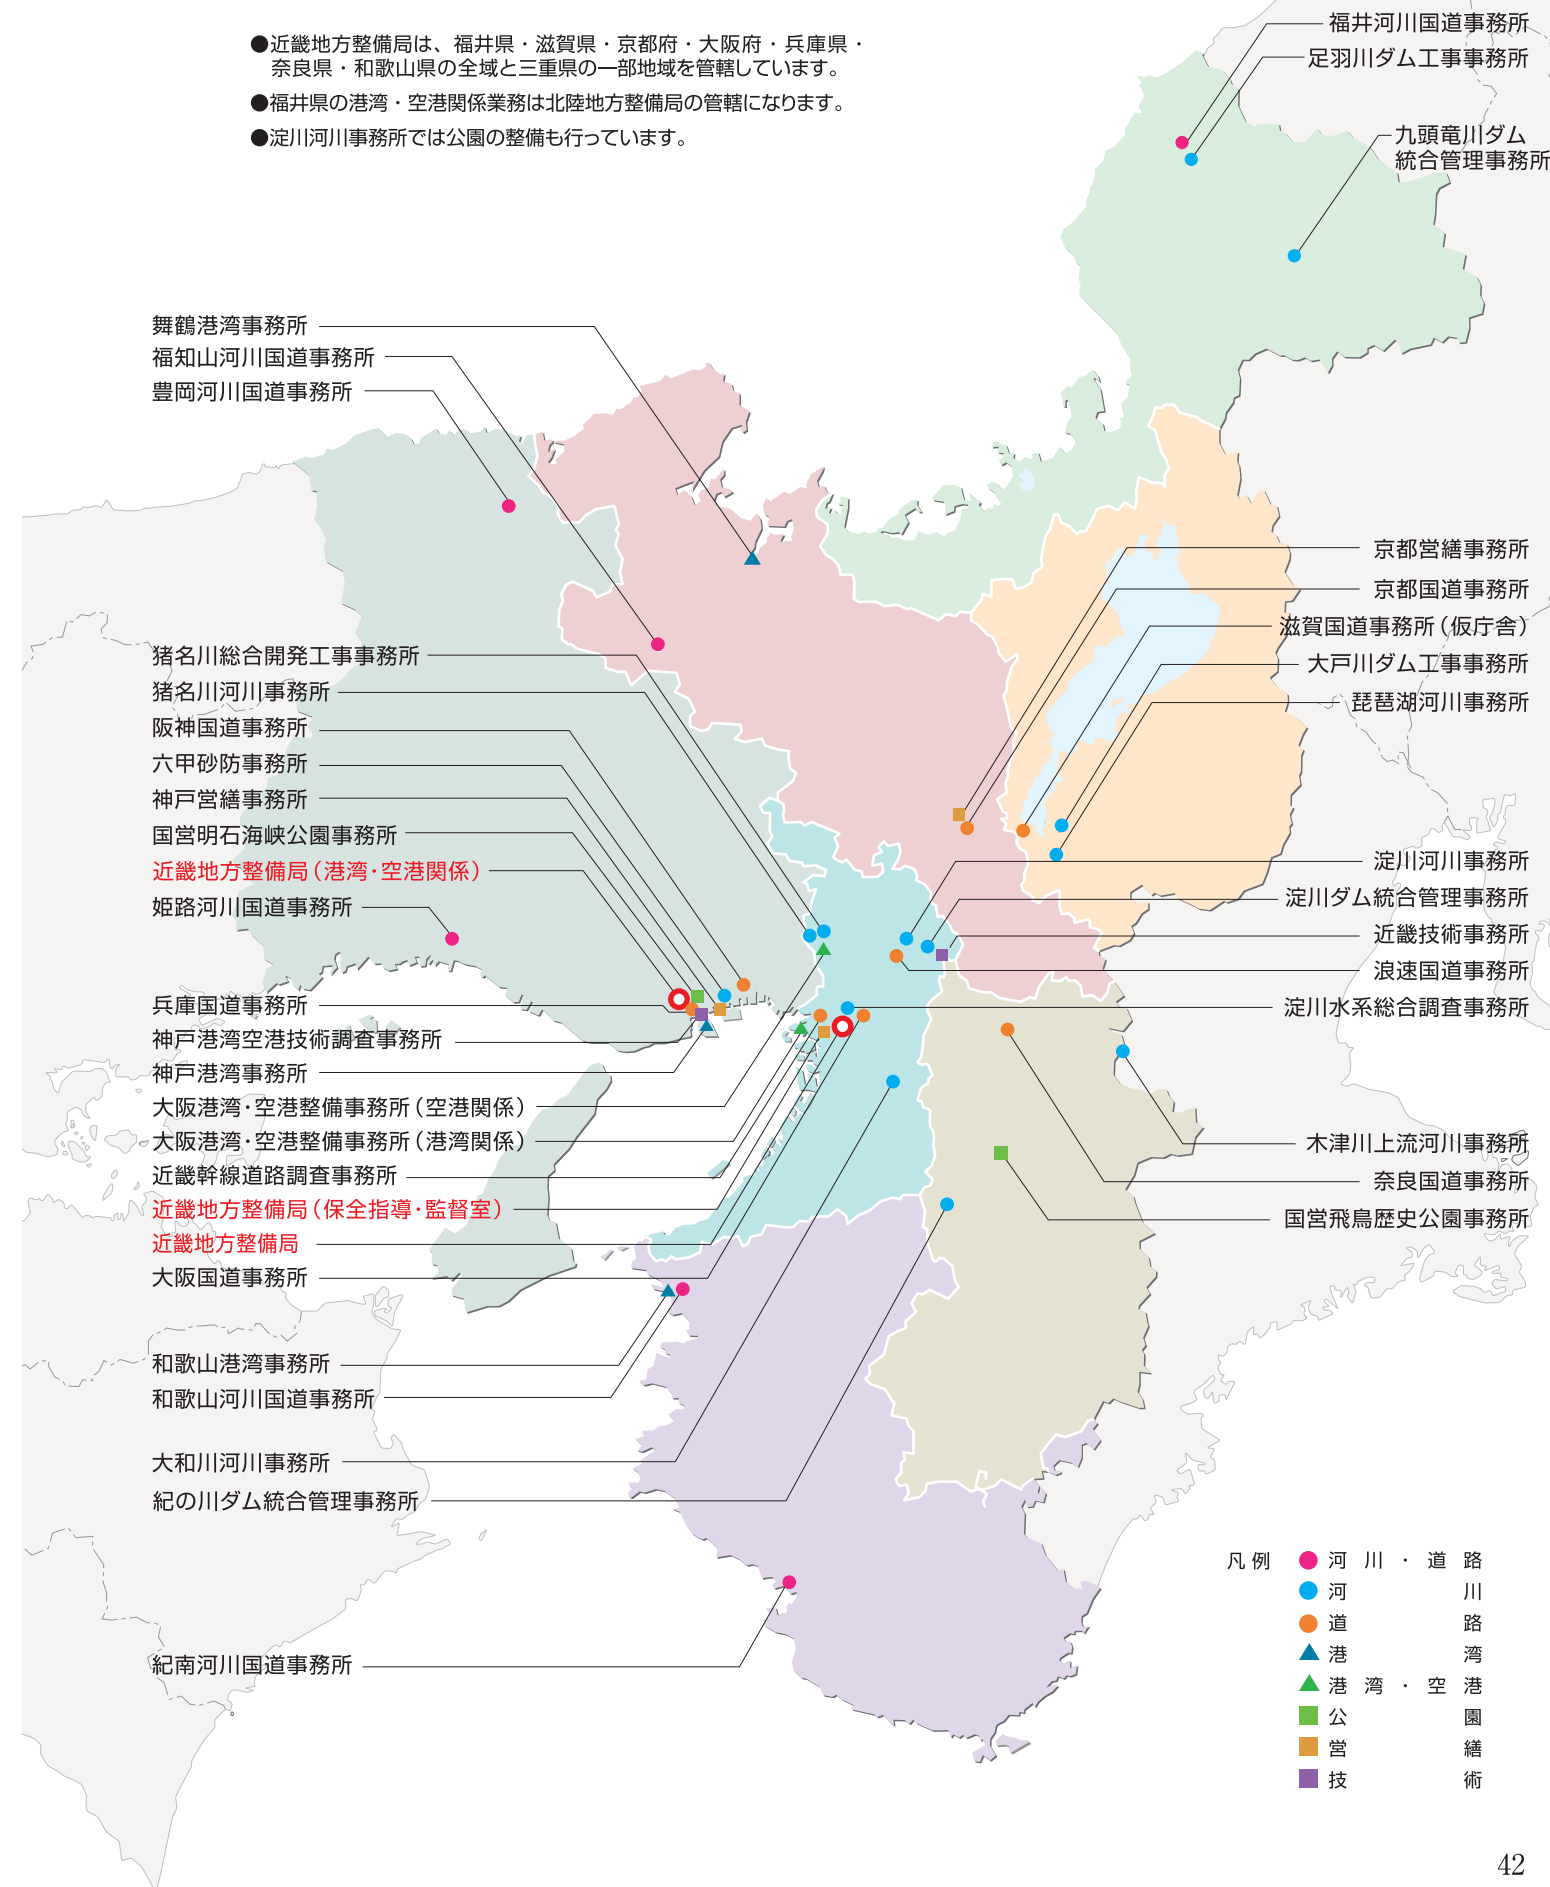 ●近畿地方整備局は、福井県・滋賀県・京都府・大阪府・兵庫県・
奈良県・和歌山県の全域と三重県の一部地域を管轄しています。
●福井県の港湾・空港関係業務は北陸地方整備局の管轄になります。
●淀川河川事務所では公園の整備も行っています。
福井河川国道事務所
足羽川ダム工事事務所
九頭竜川ダム
統合管理事務所
舞鶴港湾事務所
福知山河川国道事務所
豊岡河川国道事務所
猪名川総合開発工事事務所
猪名川河川事務所
阪神国道事務所
六甲砂防事務所
神戸営繕事務所
国営明石海峡公園事務所
近畿地方整備局(港湾・空港関係)
姫路河川国道事務所
兵庫国道事務所
神戸港湾空港技術調査事務所
神戸港湾事務所
大阪港湾・空港整備事務所(空港関係)
大阪港湾・空港整備事務所(港湾関係)
近畿幹線道路調査事務所
近畿地方整備局(保全指導・監督室)
近畿地方整備局
大阪国道事務所
和歌山港湾事務所
和歌山河川国道事務所
大和川河川事務所
紀の川ダム統合管理事務所
紀南河川国道事務所
京都営繕事務所
京都国道事務所
滋賀国道事務所(仮庁舎)
大戸川ダム工事事務所
琵琶湖河川事務所
淀川河川事務所
淀川ダム統合管理事務所
近畿技術事務所
浪速国道事務所
淀川水系総合調査事務所
木津川上流河川事務所
奈良国道事務所
国営飛鳥歴史公園事務所
凡例 河川・道路
河川
道路
港湾
港湾・空港
公園
営繕
技術
42